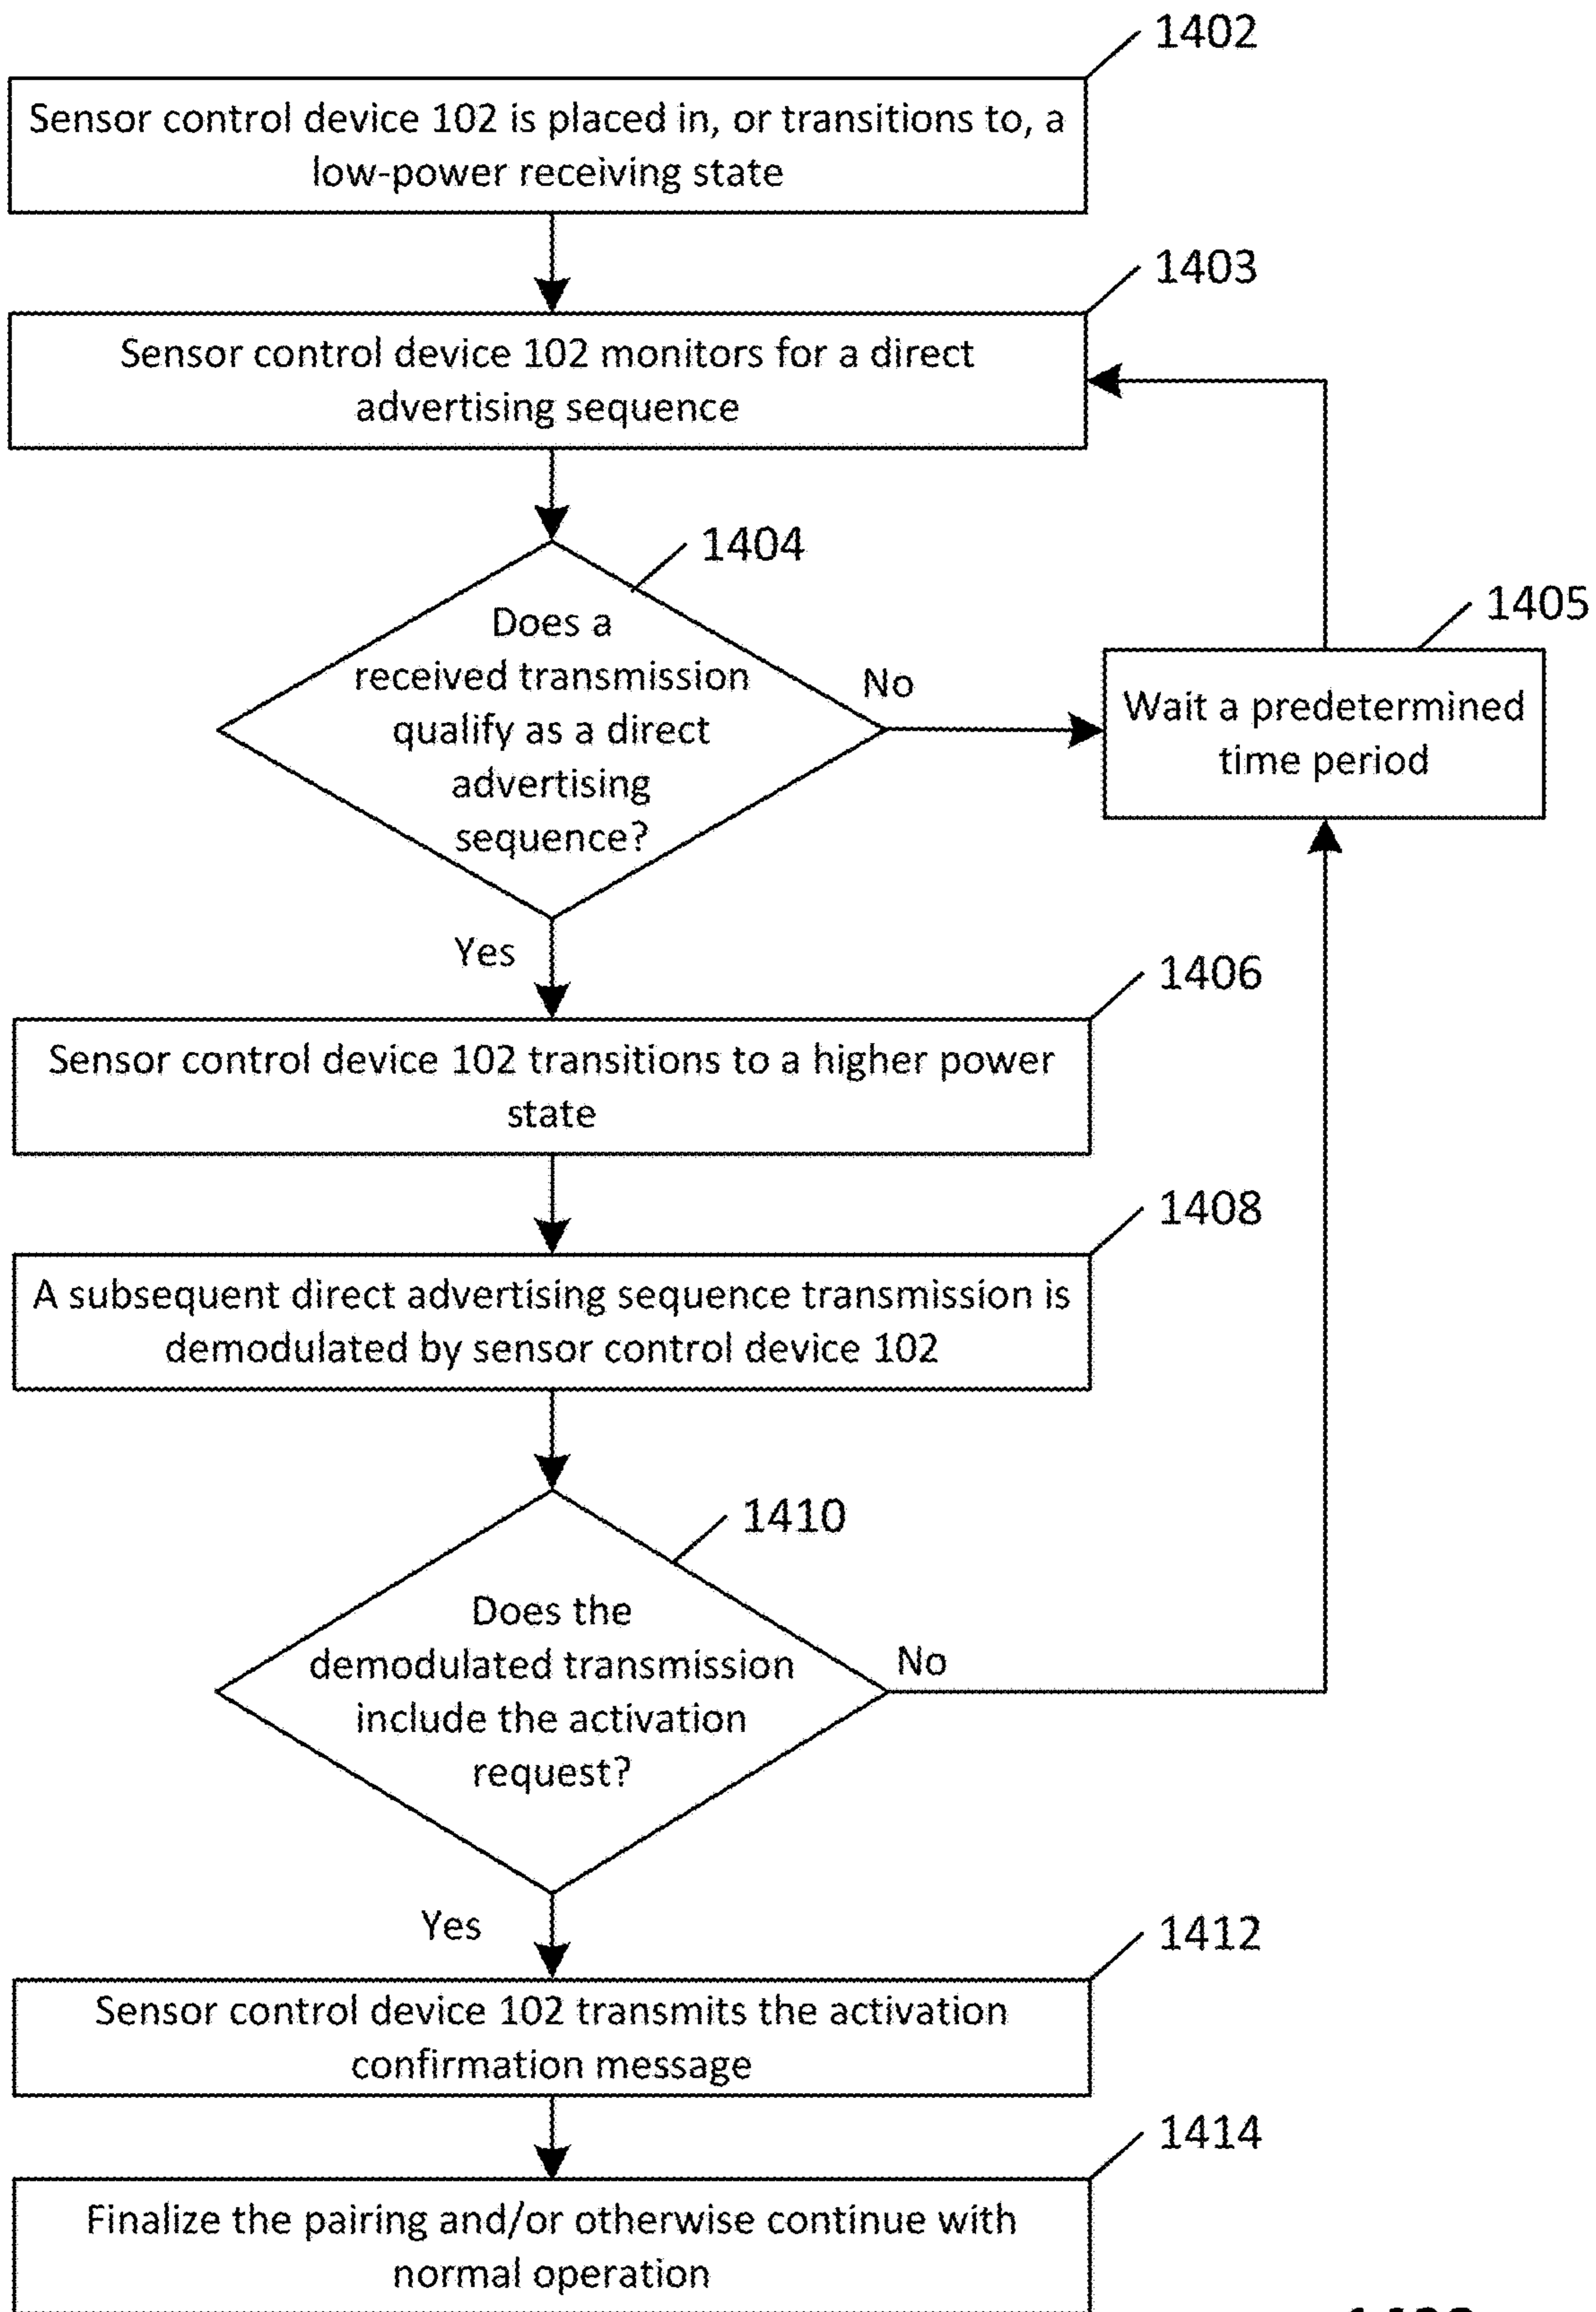 1402
Sensor control device 102 is placed in, or transitions to, a
low-power receiving state
1403
Sensor control device 102 monitors for a direct
advertising sequence
1404
Does a
received transmission
qualify as a direct
advertising
sequence?
No
1405
Wait a predetermined
time period
Yes
1406
Sensor control device 102 transitions to a higher power
state
1408
A subsequent direct advertising sequence transmission is
demodulated by sensor control device 102
1410
Does the
demodulated transmission
include the activation
request?
No
Yes
1412
Sensor control device 102 transmits the activation
confirmation message
1414
Finalize the pairing and/or otherwise continue with
normal operation